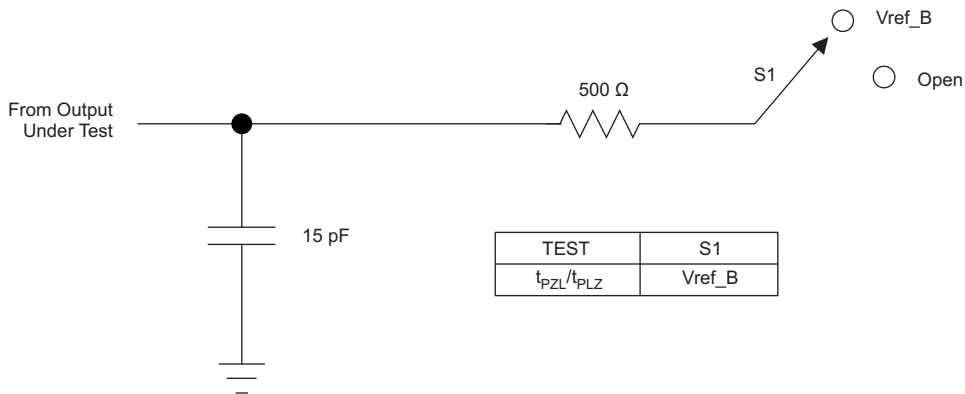 Vref_B
S1
Open
500 Ω
From Output
Under Test
15 pF
TEST S1
tPZL/tPLZ Vref_B